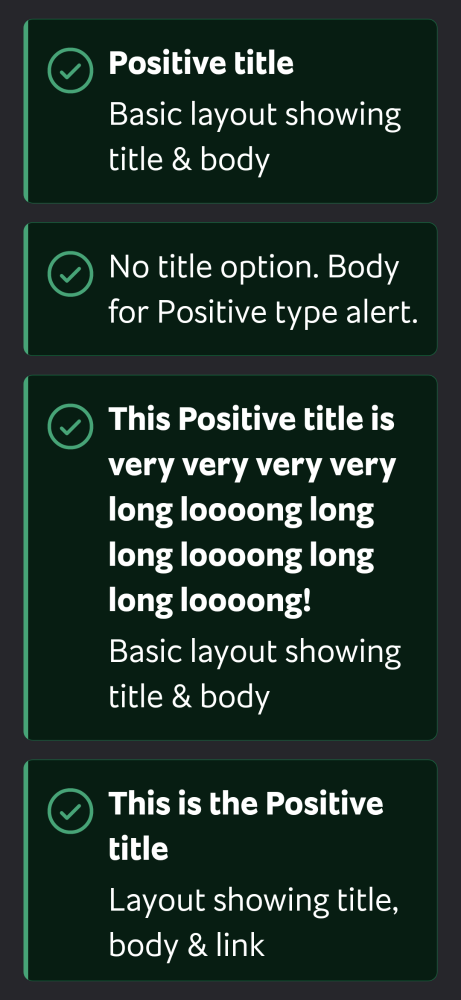 Positive title
Basic layout showing
title & body
No title option. Body
for Positive type alert.
This Positive title is
very very very very
long loooong long
long loooong long
long loooong!
Basic layout showing
title & body
This is the Positive
title
Layout showing title,
body & link